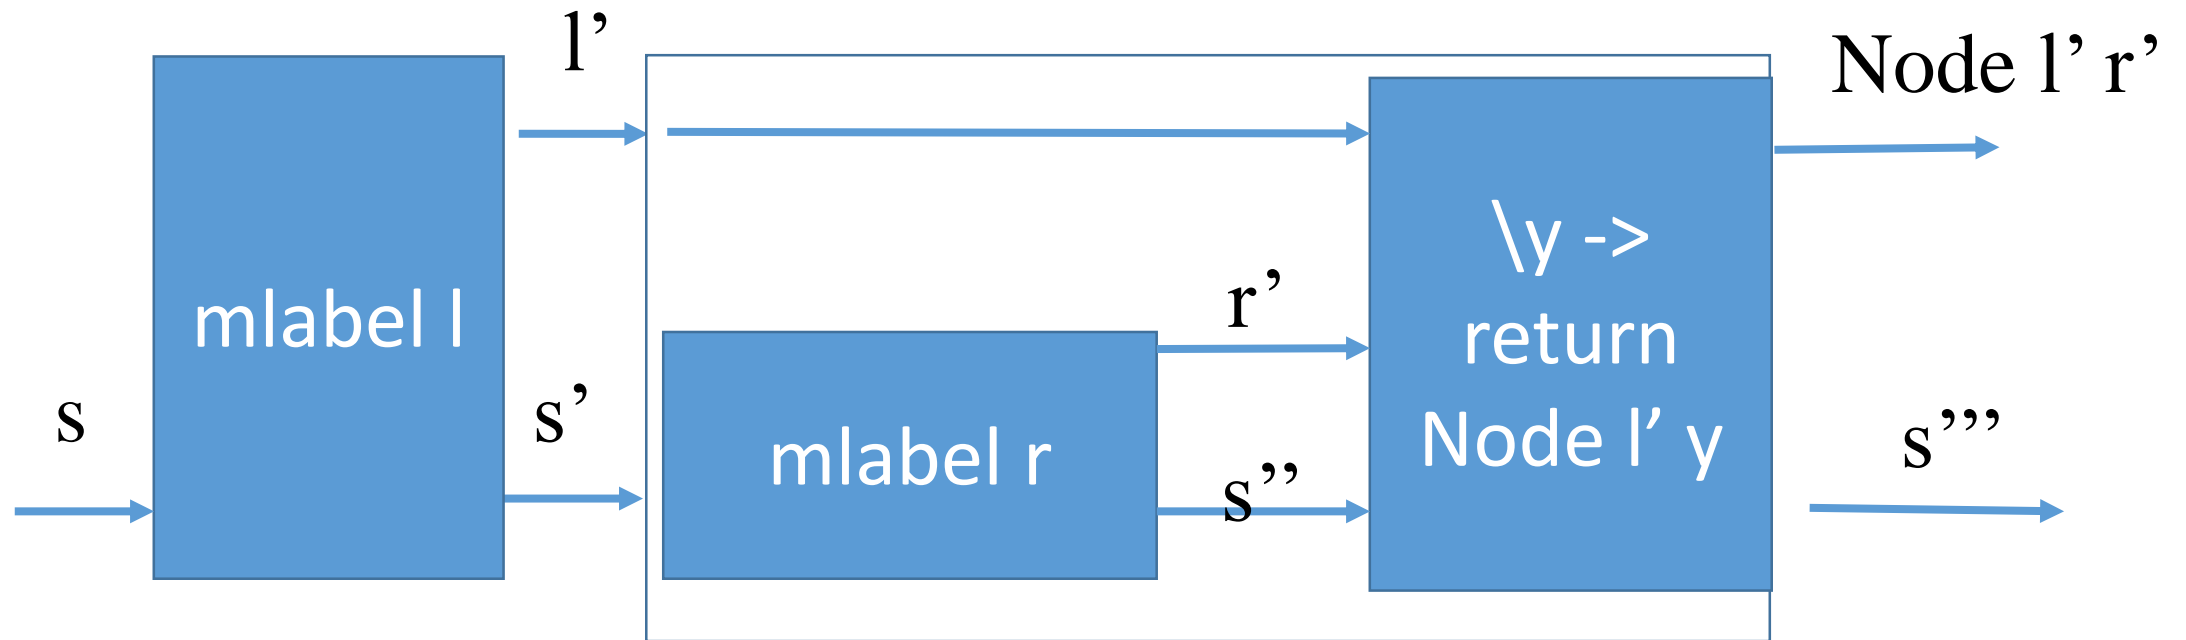 l’
Node l’ r’
mlabel l
\y ->
return
Node l’ y
r’
s
s’
mlabel r
s’’
s’’’